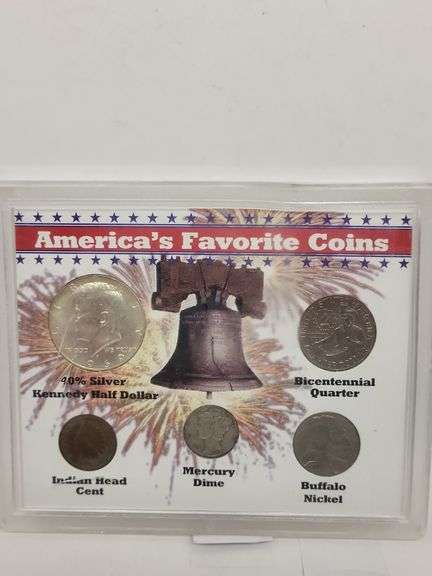 America's Favorite Coins
40% Silver
Kennedy Half Dollar
Bicentennial
Quarter
Indian Head
Cent
Mercury
Dime
Buffalo
Nickel